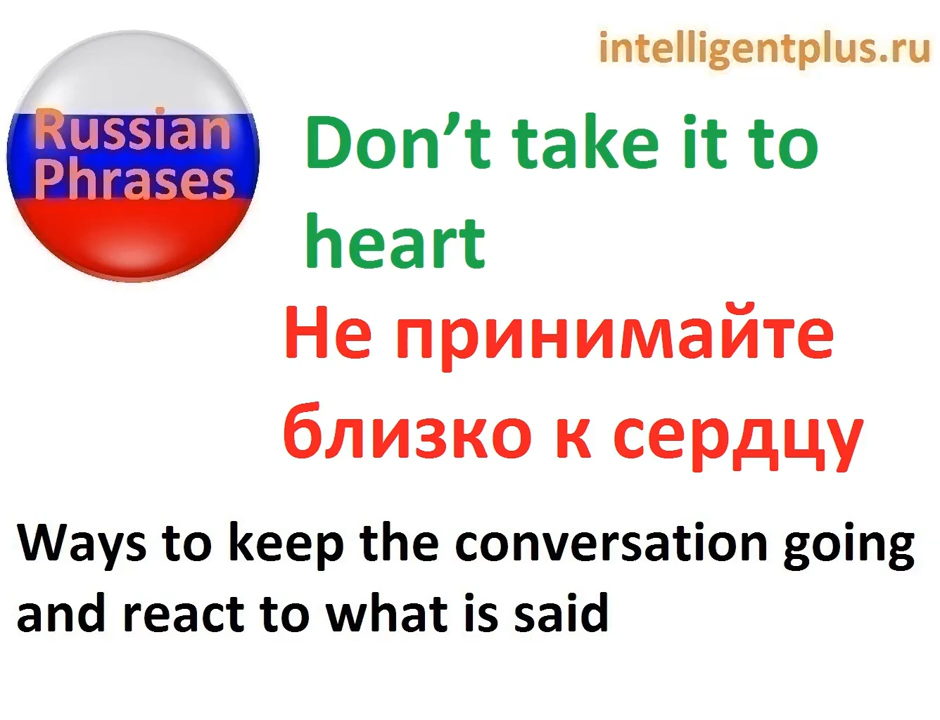 intelligentplus.ru
Russian
Phrases
Don’t take it to
heart
Не принимайте
близко к сердцу
Ways to keep the conversation going
and react to what is said